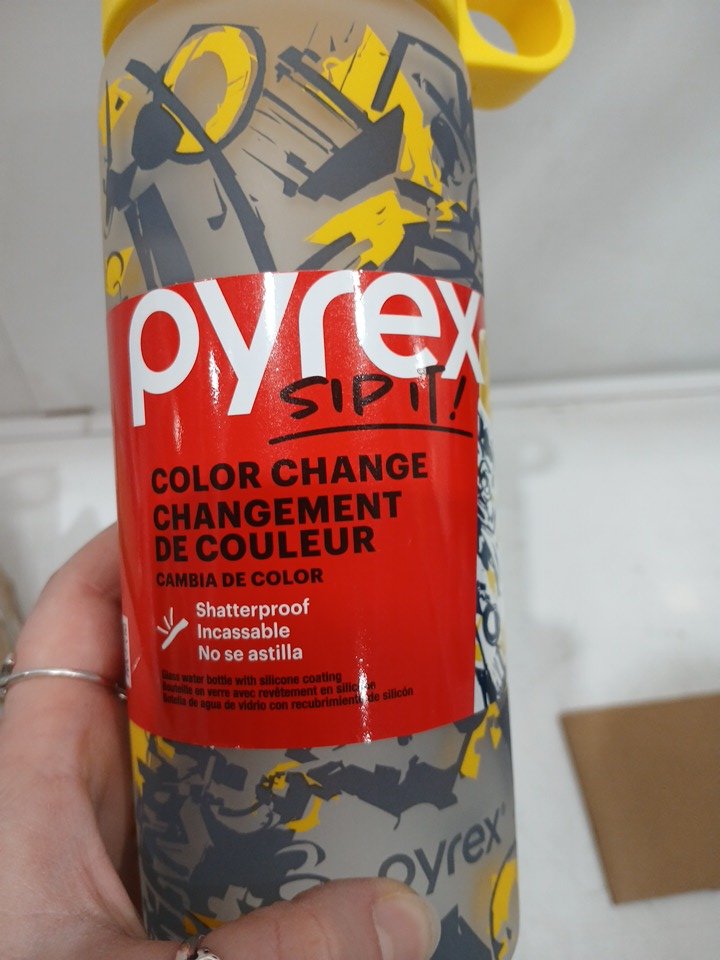 pyrex
SIP IT!
COLOR CHANGE
CHANGEMENT
DE COULEUR
CAMBIA DE COLOR
Shatterproof
Incassable
No se astilla
Glass water bottle with silicone coating
Bouteille en verre avec revêtement en silicone
Botella de agua de vidrio con recubrimiento de silicón
pyrex®